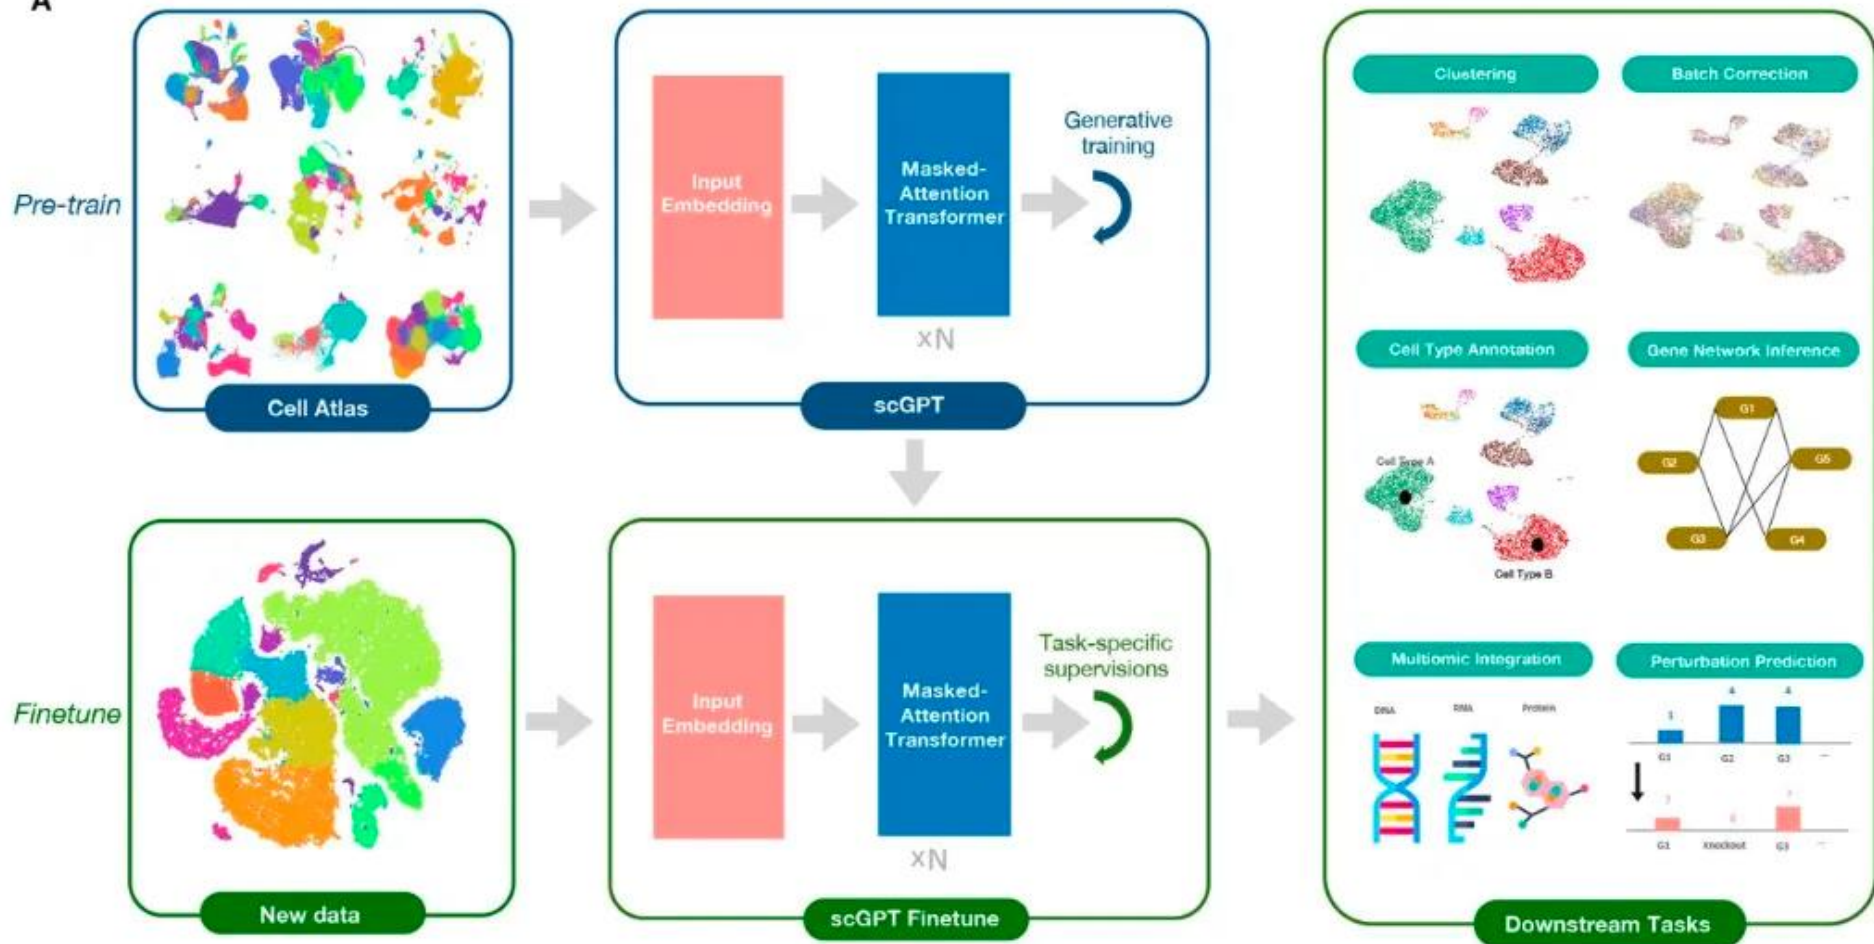 A
Pre-train
Cell Atlas
Input
Embedding
Masked-
Attention
Transformer
xN
Generative
training
scGPT
Finetune
New data
Input
Embedding
Masked-
Attention
Transformer
xN
Task-specific
supervisions
scGPT Finetune
Clustering
Batch Correction
Cell Type Annotation
Cell Type A
Cell Type B
Gene Network Inference
G1
G2
G5
G3
G4
Multiomic Integration
DNA
RNA
Protein
Perturbation Prediction
4
4
G1
G2
G3
...
?
?
G1
Knockout
G3
...
Downstream Tasks